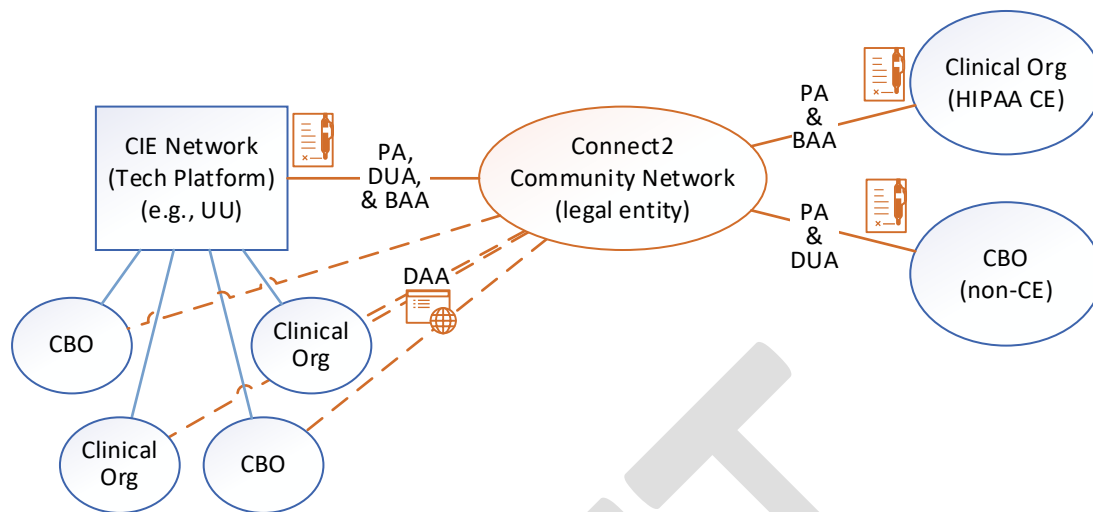 CIE Network
(Tech Platform)
(e.g., UU)
PA,
DUA,
& BAA
Connect2
Community Network
(legal entity)
PA
&
BAA
Clinical Org
(HIPAA CE)
PA
&
DUA
CBO
(non-CE)
DAA
CBO
Clinical
Org
Clinical
Org
CBO